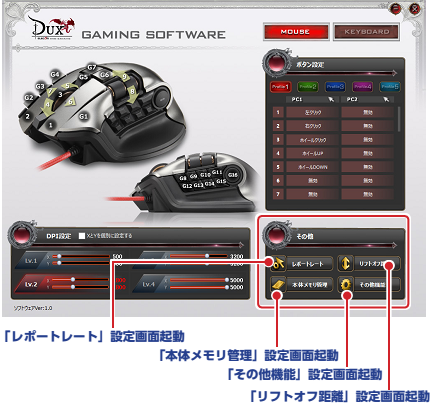 DUX
GAMING SOFTWARE
MOUSE
KEYBOARD
G4
G5
G7
G6
G3
G2
G1
3
2
1
ボタン設定
Profile1
Profile2
Profile3
Profile4
Profile5
PC1
PC2
1 左クリック 無効
2 右クリック 無効
3 ホイールクリック 無効
4 ホイールUP 無効
5 ホイールDOWN 無効
6 無効 無効
7 無効 無効
G8 G9 G10 G11 G16
G12 G13 G14 G15
DPI設定
XとYを個別に設定する
Lv.1 500
Lv.2
3200
3200
Lv.4 5000
5000
その他
レポートレート
リフトオフ距離
本体メモリ管理
その他機能
ソフトウェアVer:1.0
「レポートレート」設定画面起動
「本体メモリ管理」設定画面起動
「その他機能」設定画面起動
「リフトオフ距離」設定画面起動